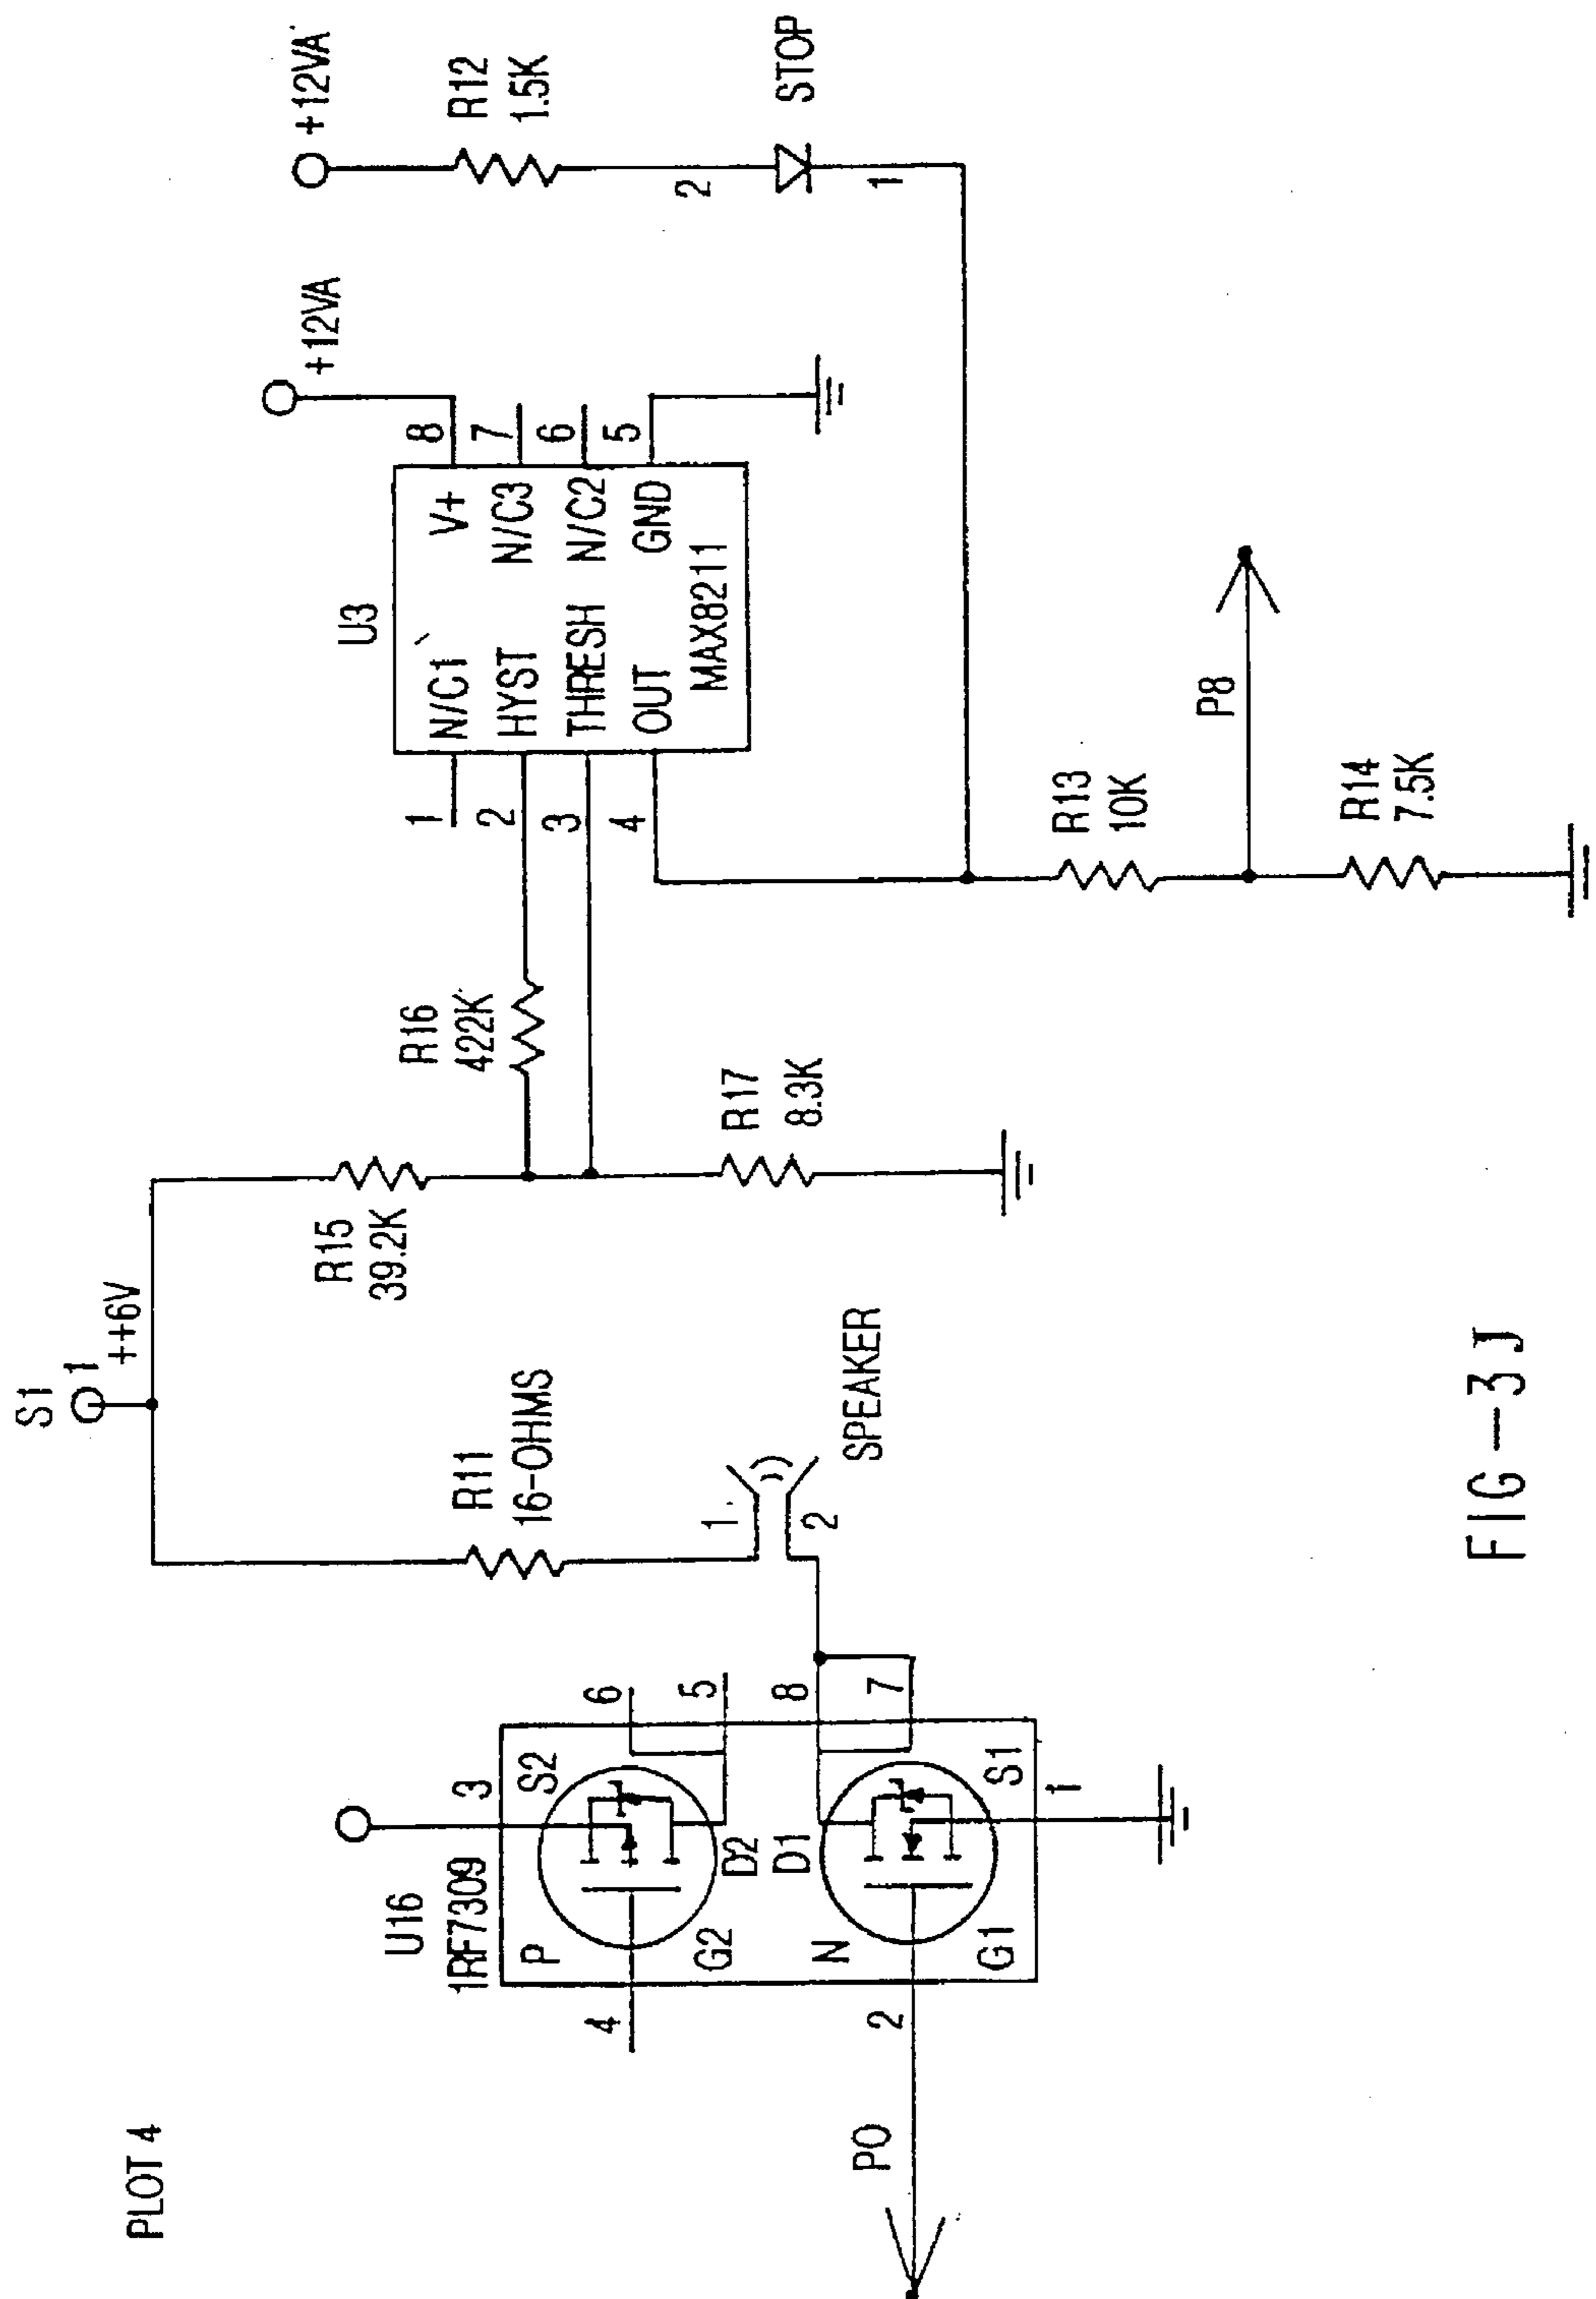 PLOT 4
S1
1
++6V
R11
16-OHMS
R15
39.2K
R16
422K
R17
8.3K
SPEAKER
1
2
U16
1RF7309
3
S2
P
G2
D2
4
6
5
8
7
D1
N
G1
S1
1
2
P0
U3
N/C1
HYST
THRESH
OUT
V+
N/C3
N/C2
GND
MAX8211
1
2
3
4
8
7
6
5
+12VA
+12VA
R12
1.5K
2
STOP
1
R13
10K
P8
R14
7.5K
FIG-3J